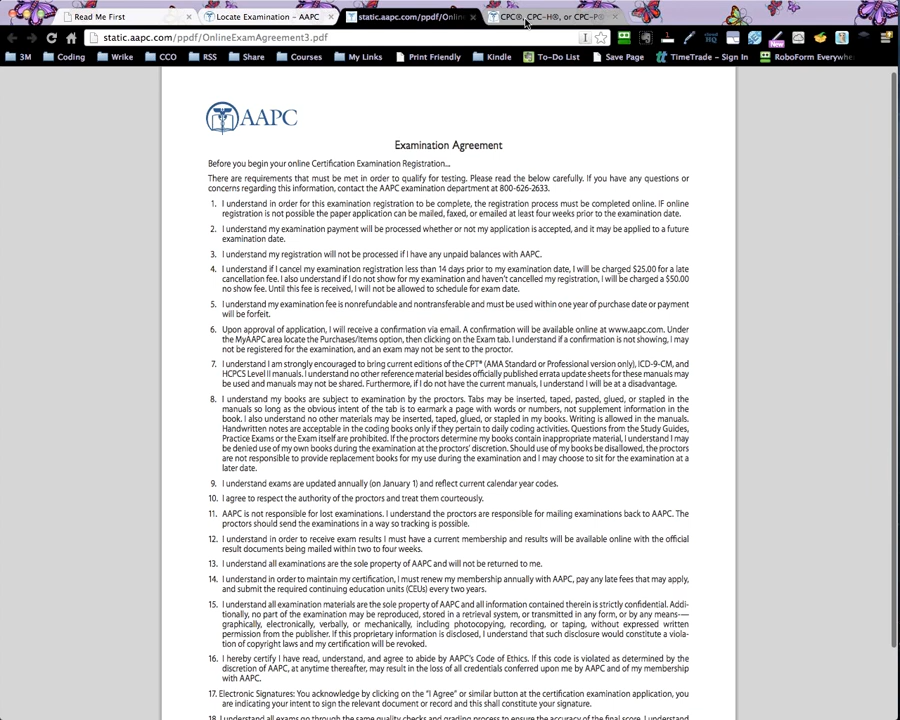 Read Me First
Locate Examination – AAPC
static.aapc.com/ppdf/Onlin
CPC®, CPC-H®, or CPC-P®
static.aapc.com/ppdf/OnlineExamAgreement3.pdf
3M
Coding
Wrike
CCO
RSS
Share
Courses
My Links
Print Friendly
Kindle
To-Do List
Save Page
TimeTrade – Sign In
RoboForm Everywhe
New
AAPC
Examination Agreement
Before you begin your online Certification Examination Registration...
There are requirements that must be met in order to qualify for testing. Please read the below carefully. If you have any questions or
concerns regarding this information, contact the AAPC examination department at 800-626-2633.
1. I understand in order for this examination registration to be complete, the registration process must be completed online. IF online
registration is not possible the paper application can be mailed, faxed, or emailed at least four weeks prior to the examination date.
2. I understand my examination payment will be processed whether or not my application is accepted, and it may be applied to a future
examination date.
3. I understand my registration will not be processed if I have any unpaid balances with AAPC.
4. I understand if I cancel my examination registration less than 14 days prior to my examination date, I will be charged $25.00 for a late
cancellation fee. I also understand if I do not show for my examination and haven't cancelled my registration, I will be charged a $50.00
no show fee. Until this fee is received, I will not be allowed to schedule for exam date.
5. I understand my examination fee is nonrefundable and nontransferable and must be used within one year of purchase date or payment
will be forfeit.
6. Upon approval of application, I will receive a confirmation via email. A confirmation will be available online at www.aapc.com. Under
the MyAAPC area locate the Purchases/Items option, then clicking on the Exam tab. I understand if a confirmation is not showing, I may
not be registered for the examination, and an exam may not be sent to the proctor.
7. I understand I am strongly encouraged to bring current editions of the CPT® (AMA Standard or Professional version only), ICD-9-CM, and
HCPCS Level II manuals. I understand no other reference material besides officially published errata update sheets for these manuals may
be used and manuals may not be shared. Furthermore, if I do not have the current manuals, I understand I will be at a disadvantage.
8. I understand my books are subject to examination by the proctors. Tabs may be inserted, taped, pasted, glued, or stapled in the
manuals so long as the obvious intent of the tab is to earmark a page with words or numbers, not supplement information in the
book. I also understand no other materials may be inserted, taped, glued, or stapled in my books. Writing is allowed in the manuals.
Handwritten notes are acceptable in the coding books only if they pertain to daily coding activities. Questions from the Study Guides,
Practice Exams or the Exam itself are prohibited. If the proctors determine my books contain inappropriate material, I understand I may
be denied use of my own books during the examination at the proctors' discretion. Should use of my books be disallowed, the proctors
are not responsible to provide replacement books for my use during the examination and I may choose to sit for the examination at a
later date.
9. I understand exams are updated annually (on January 1) and reflect current calendar year codes.
10. I agree to respect the authority of the proctors and treat them courteously.
11. AAPC is not responsible for lost examinations. I understand the proctors are responsible for mailing examinations back to AAPC. The
proctors should send the examinations in a way so tracking is possible.
12. I understand in order to receive exam results I must have a current membership and results will be available online with the official
result documents being mailed within two to four weeks.
13. I understand all examinations are the sole property of AAPC and will not be returned to me.
14. I understand in order to maintain my certification, I must renew my membership annually with AAPC, pay any late fees that may apply,
and submit the required continuing education units (CEUs) every two years.
15. I understand all examination materials are the sole property of AAPC and all information contained therein is strictly confidential. Addi-
tionally, no part of the examination may be reproduced, stored in a retrieval system, or transmitted in any form, or by any means—
graphically, electronically, verbally, or mechanically, including photocopying, recording, or taping, without expressed written
permission from the publisher. If this proprietary information is disclosed, I understand that such disclosure would constitute a viola-
tion of copyright laws and my certification will be revoked.
16. I hereby certify I have read, understand, and agree to abide by AAPC's Code of Ethics. If this code is violated as determined by the
discretion of AAPC, at anytime thereafter, may result in the loss of all credentials conferred upon me by AAPC and of my membership
with AAPC.
17. Electronic Signatures: You acknowledge by clicking on the "I Agree" or similar button at the certification examination application, you
are indicating your intent to sign the relevant document or record and this shall constitute your signature.
18. I understand all exams go through the same quality checks and grading process to ensure the accuracy of the final score. I understand